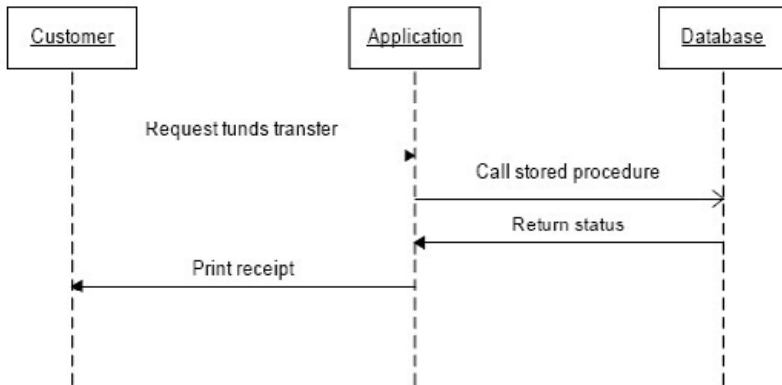 Customer
Application
Database
Request funds transfer
Call stored procedure
Return status
Print receipt